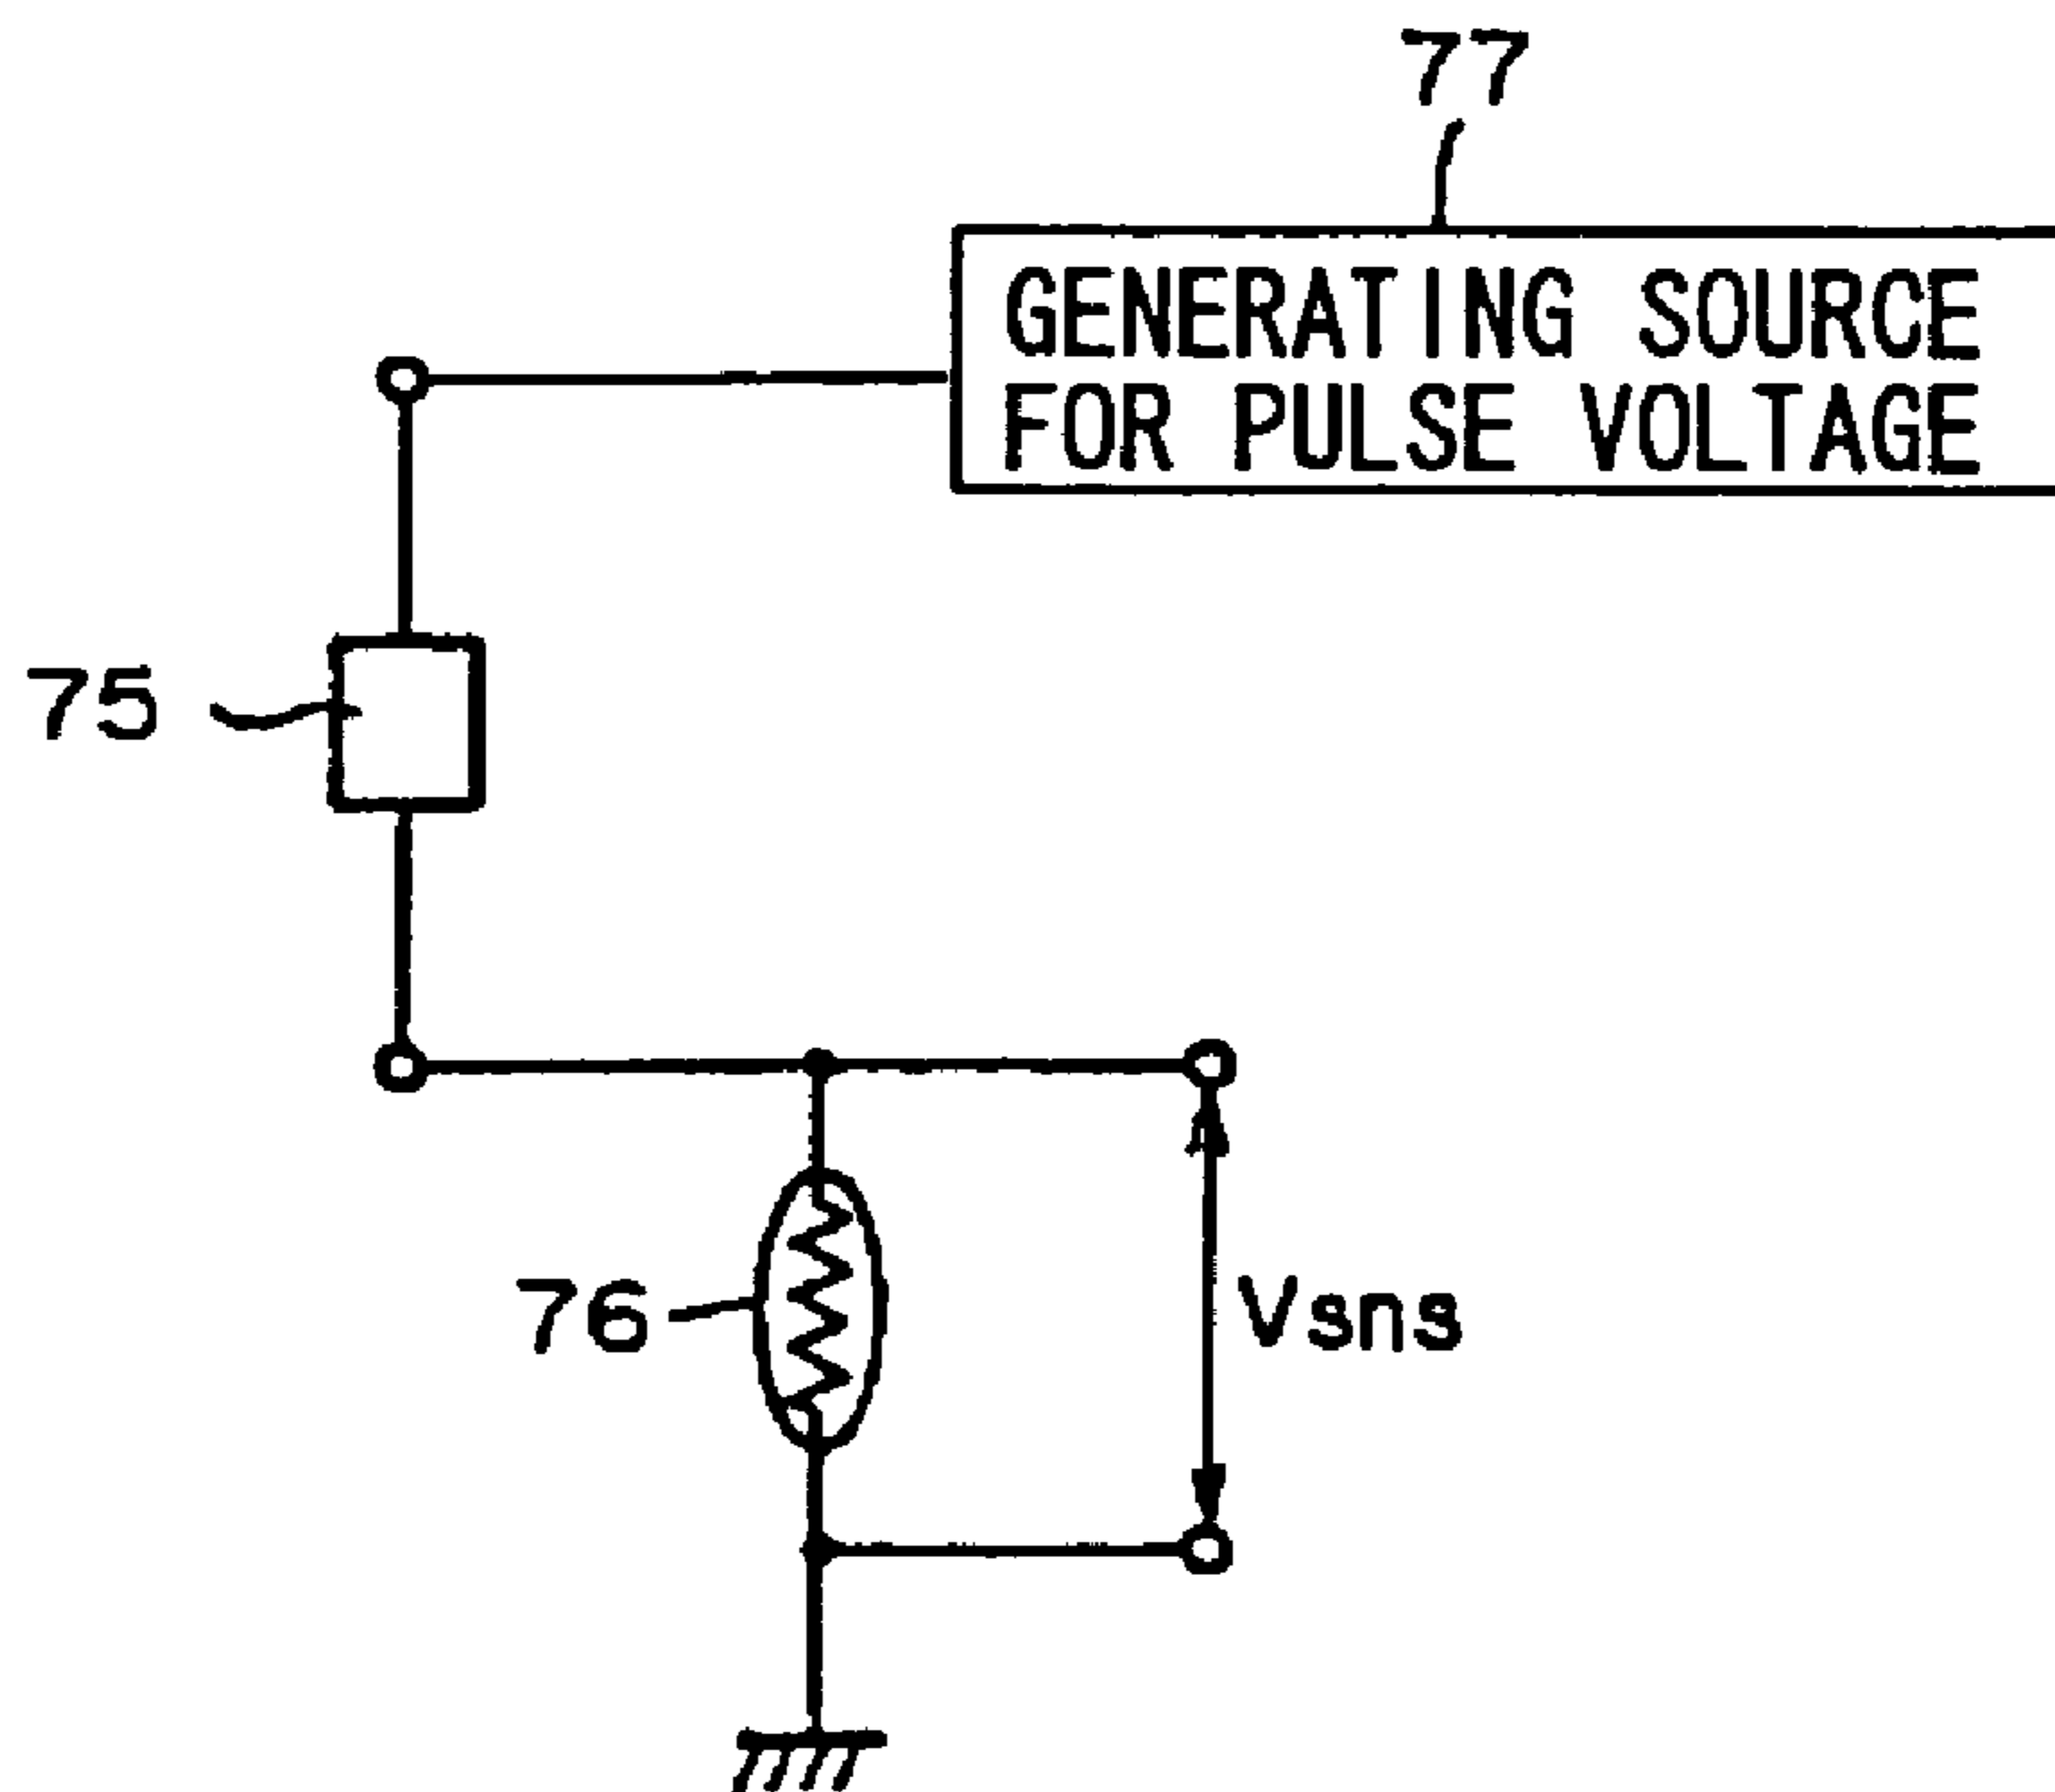 77
GENERATING SOURCE
FOR PULSE VOLTAGE
75
76
Vsns